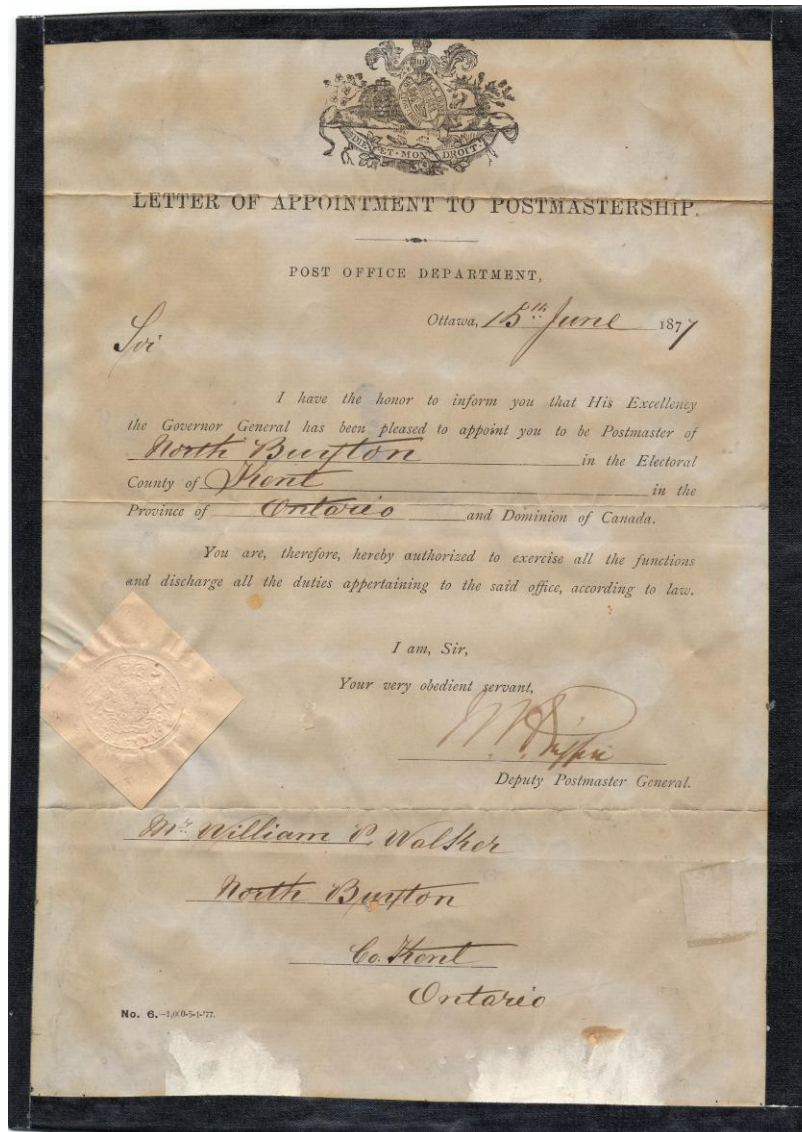 DIEU ET MON DROIT
LETTER OF APPOINTMENT TO POSTMASTERSHIP.
POST OFFICE DEPARTMENT,
Ottawa, 15th June 1877
Sir
I have the honor to inform you that His Excellency
the Governor General has been pleased to appoint you to be Postmaster of
North Buxton in the Electoral
County of Kent in the
Province of Ontario and Dominion of Canada.
You are, therefore, hereby authorized to exercise all the functions
and discharge all the duties appertaining to the said office, according to law.
I am, Sir,
Your very obedient servant,
Deputy Postmaster General.
Mr. William P. Walker
North Buxton
Co. Kent
Ontario
No. 6.—1,000-5-1-'77.